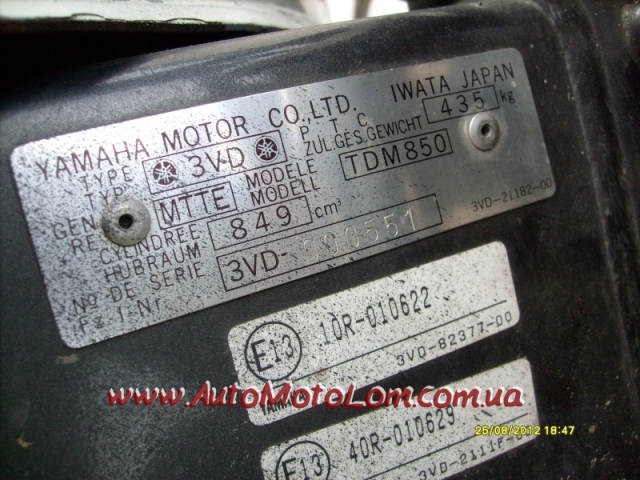 YAMAHA MOTOR CO.,LTD. IWATA JAPAN
TYPE
TYP
3VD
P T C
ZUL.GES.GEWICHT
435 kg
GEN
MTTE
MODELE
MODELL
TDM850
CYLINDREE
HUBRAUM
849 cm³
3VD-21182-00
Nº DE SERIE
Fz.I-Nr.
3VD-
E13
10R-010622
3VD-82377-00
E13
40R-010629
www.AutoMotoLom.com.ua
25/08/2012 18:47